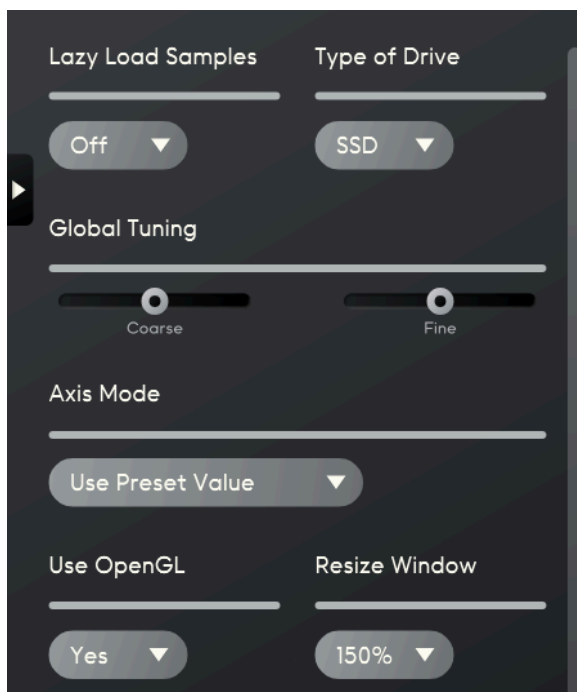 Lazy Load Samples
Type of Drive
Off
SSD
Global Tuning
Coarse
Fine
Axis Mode
Use Preset Value
Use OpenGL
Resize Window
Yes
150%